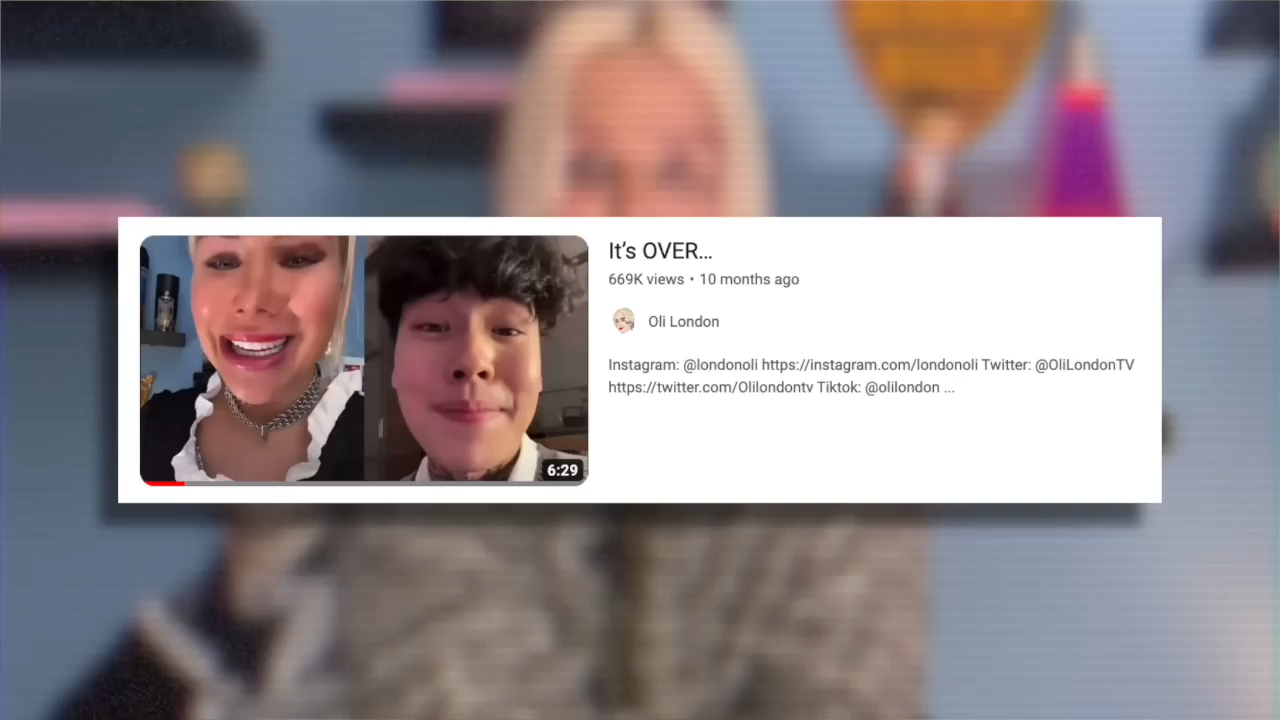 It's OVER...
669K views • 10 months ago
Oli London
Instagram: @londonoli https://instagram.com/londonoli Twitter: @OliLondonTV
https://twitter.com/Olilondontv Tiktok: @olilondon ...
6:29